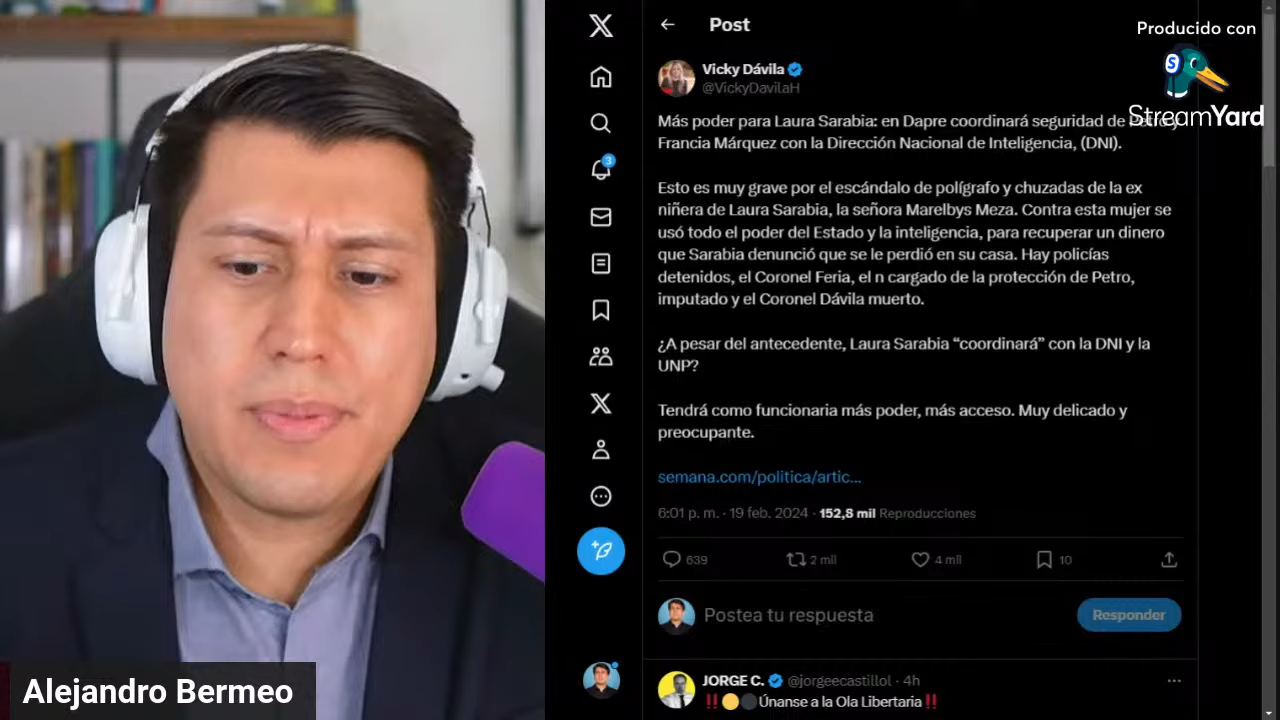 Post
Producido con
StreamYard
Vicky Dávila
@VickyDavilaH
Más poder para Laura Sarabia: en Dapre coordinará seguridad de Petro y
Francia Márquez con la Dirección Nacional de Inteligencia, (DNI).
Esto es muy grave por el escándalo de polígrafo y chuzadas de la ex
niñera de Laura Sarabia, la señora Marelbys Meza. Contra esta mujer se
usó todo el poder del Estado y la inteligencia, para recuperar un dinero
que Sarabia denunció que se le perdió en su casa. Hay policías
detenidos, el Coronel Feria, el n cargado de la protección de Petro,
imputado y el Coronel Dávila muerto.
¿A pesar del antecedente, Laura Sarabia “coordinará” con la DNI y la
UNP?
Tendrá como funcionaria más poder, más acceso. Muy delicado y
preocupante.
semana.com/politica/artic...
6:01 p. m. · 19 feb. 2024 · 152,8 mil Reproducciones
639 2 mil 4 mil 10
Postea tu respuesta
Responder
JORGE C. @jorgeecastillol · 4h
‼️🟡⚫Únanse a la Ola Libertaria‼️
3
Alejandro Bermeo